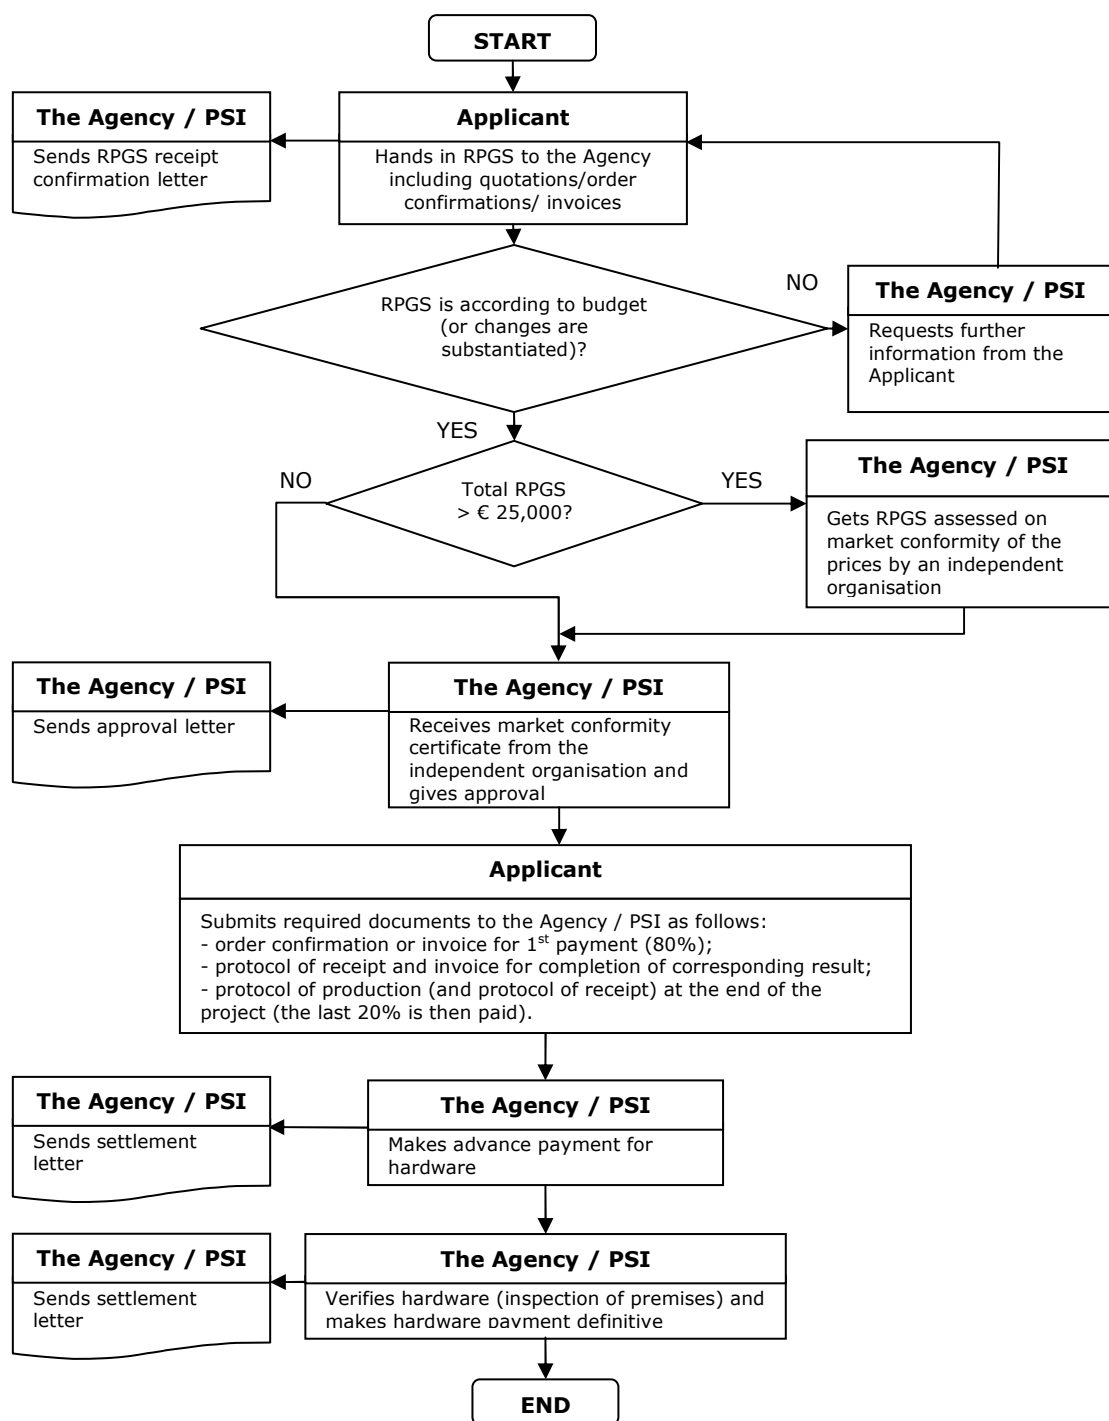 START
The Agency / PSI
Sends RPGS receipt
confirmation letter
Applicant
Hands in RPGS to the Agency
including quotations/order
confirmations/ invoices
RPGS is according to budget
(or changes are
substantiated)?
NO
The Agency / PSI
Requests further
information from the
Applicant
YES
NO
Total RPGS
> € 25,000?
YES
The Agency / PSI
Gets RPGS assessed on
market conformity of the
prices by an independent
organisation
The Agency / PSI
Sends approval letter
The Agency / PSI
Receives market conformity
certificate from the
independent organisation and
gives approval
Applicant
Submits required documents to the Agency / PSI as follows:
- order confirmation or invoice for 1st payment (80%);
- protocol of receipt and invoice for completion of corresponding result;
- protocol of production (and protocol of receipt) at the end of the
project (the last 20% is then paid).
The Agency / PSI
Sends settlement
letter
The Agency / PSI
Makes advance payment for
hardware
The Agency / PSI
Sends settlement
letter
The Agency / PSI
Verifies hardware (inspection of premises) and
makes hardware payment definitive
END